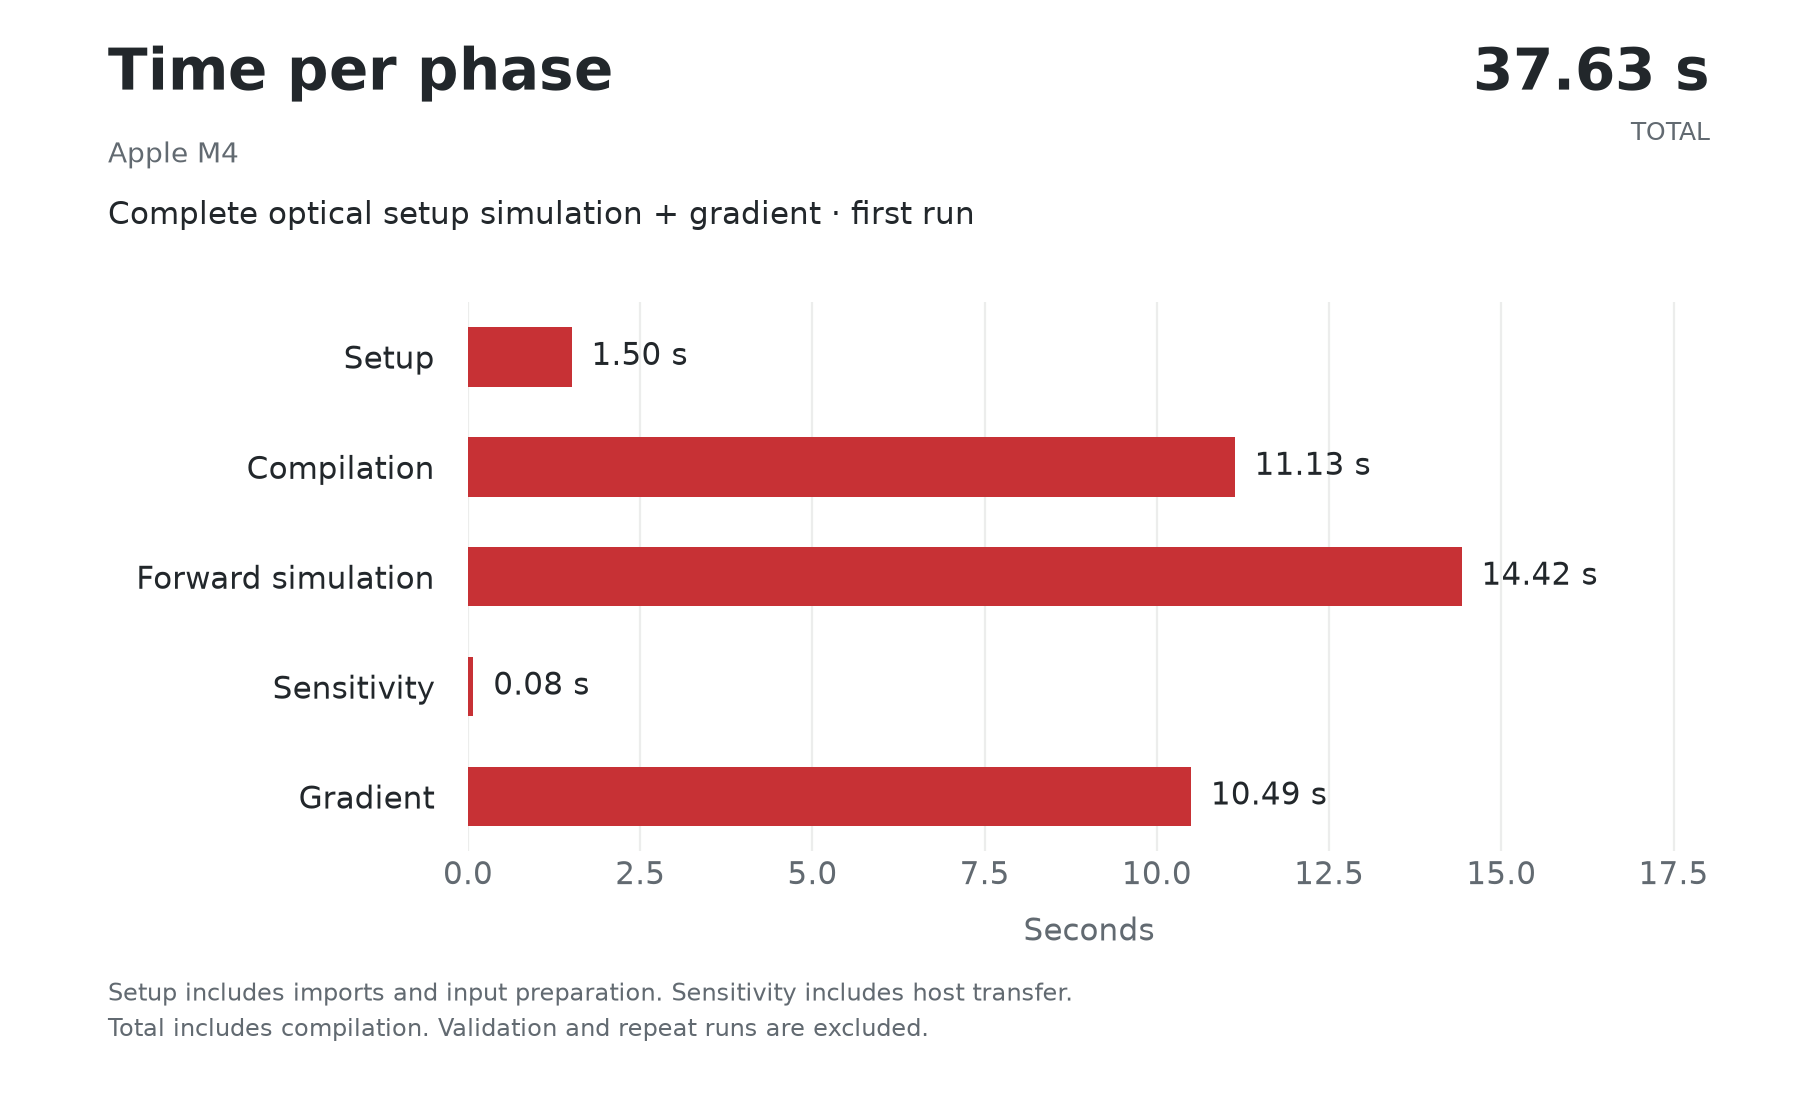 Time per phase
37.63 s
TOTAL
Apple M4
Complete optical setup simulation + gradient · first run
Setup
1.50 s
Compilation
11.13 s
Forward simulation
14.42 s
Sensitivity
0.08 s
Gradient
10.49 s
0.0 2.5 5.0 7.5 10.0 12.5 15.0 17.5
Seconds
Setup includes imports and input preparation. Sensitivity includes host transfer.
Total includes compilation. Validation and repeat runs are excluded.